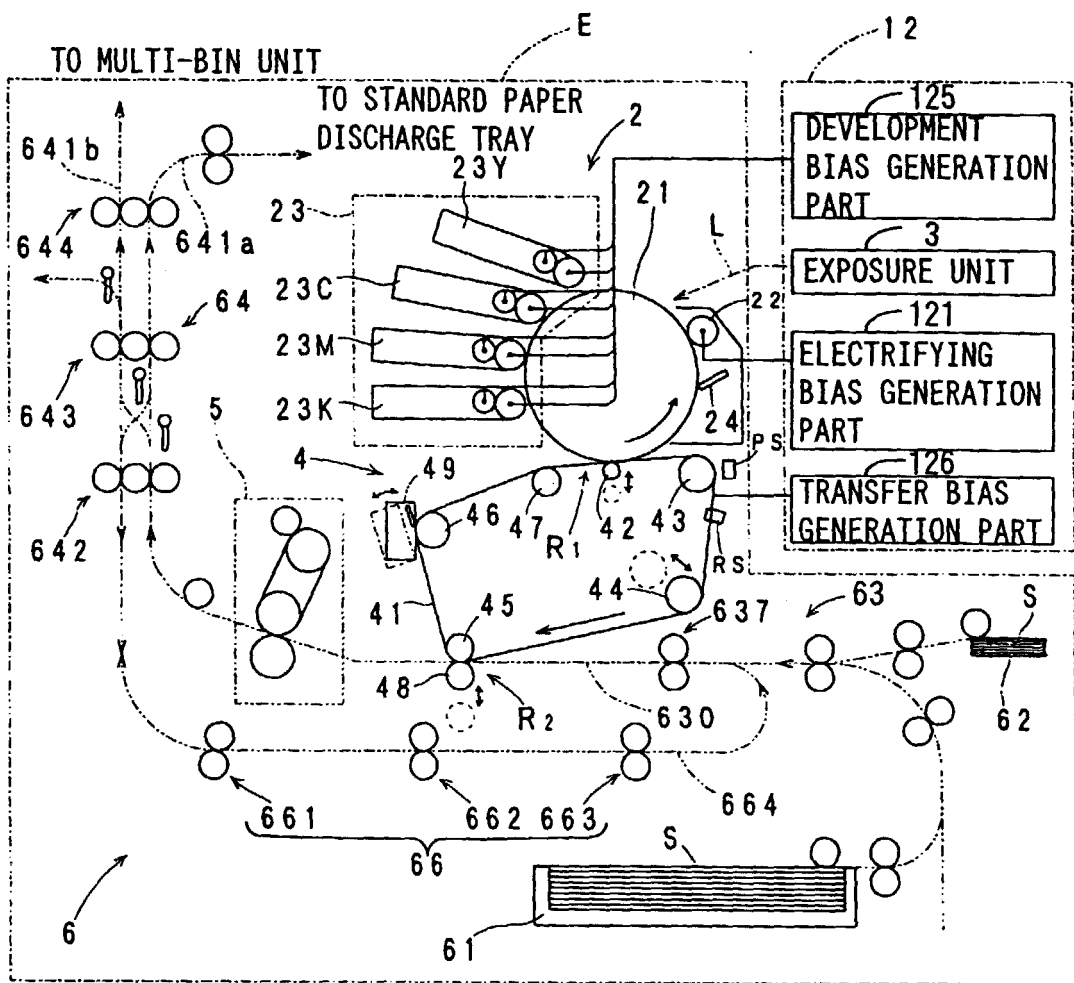 E
12
TO MULTI-BIN UNIT
TO STANDARD PAPER
DISCHARGE TRAY
2
125
DEVELOPMENT
BIAS GENERATION
PART
641b
23Y
23
21
L
3
EXPOSURE UNIT
644
641a
23C
22
121
ELECTRIFYING
BIAS GENERATION
PART
64
23M
643
5
23K
24
4
49
PS
126
TRANSFER BIAS
GENERATION PART
46
47
R1
42
43
642
RS
44
63
41
45
637
S
48
R2
630
62
661
662
663
664
66
S
6
61